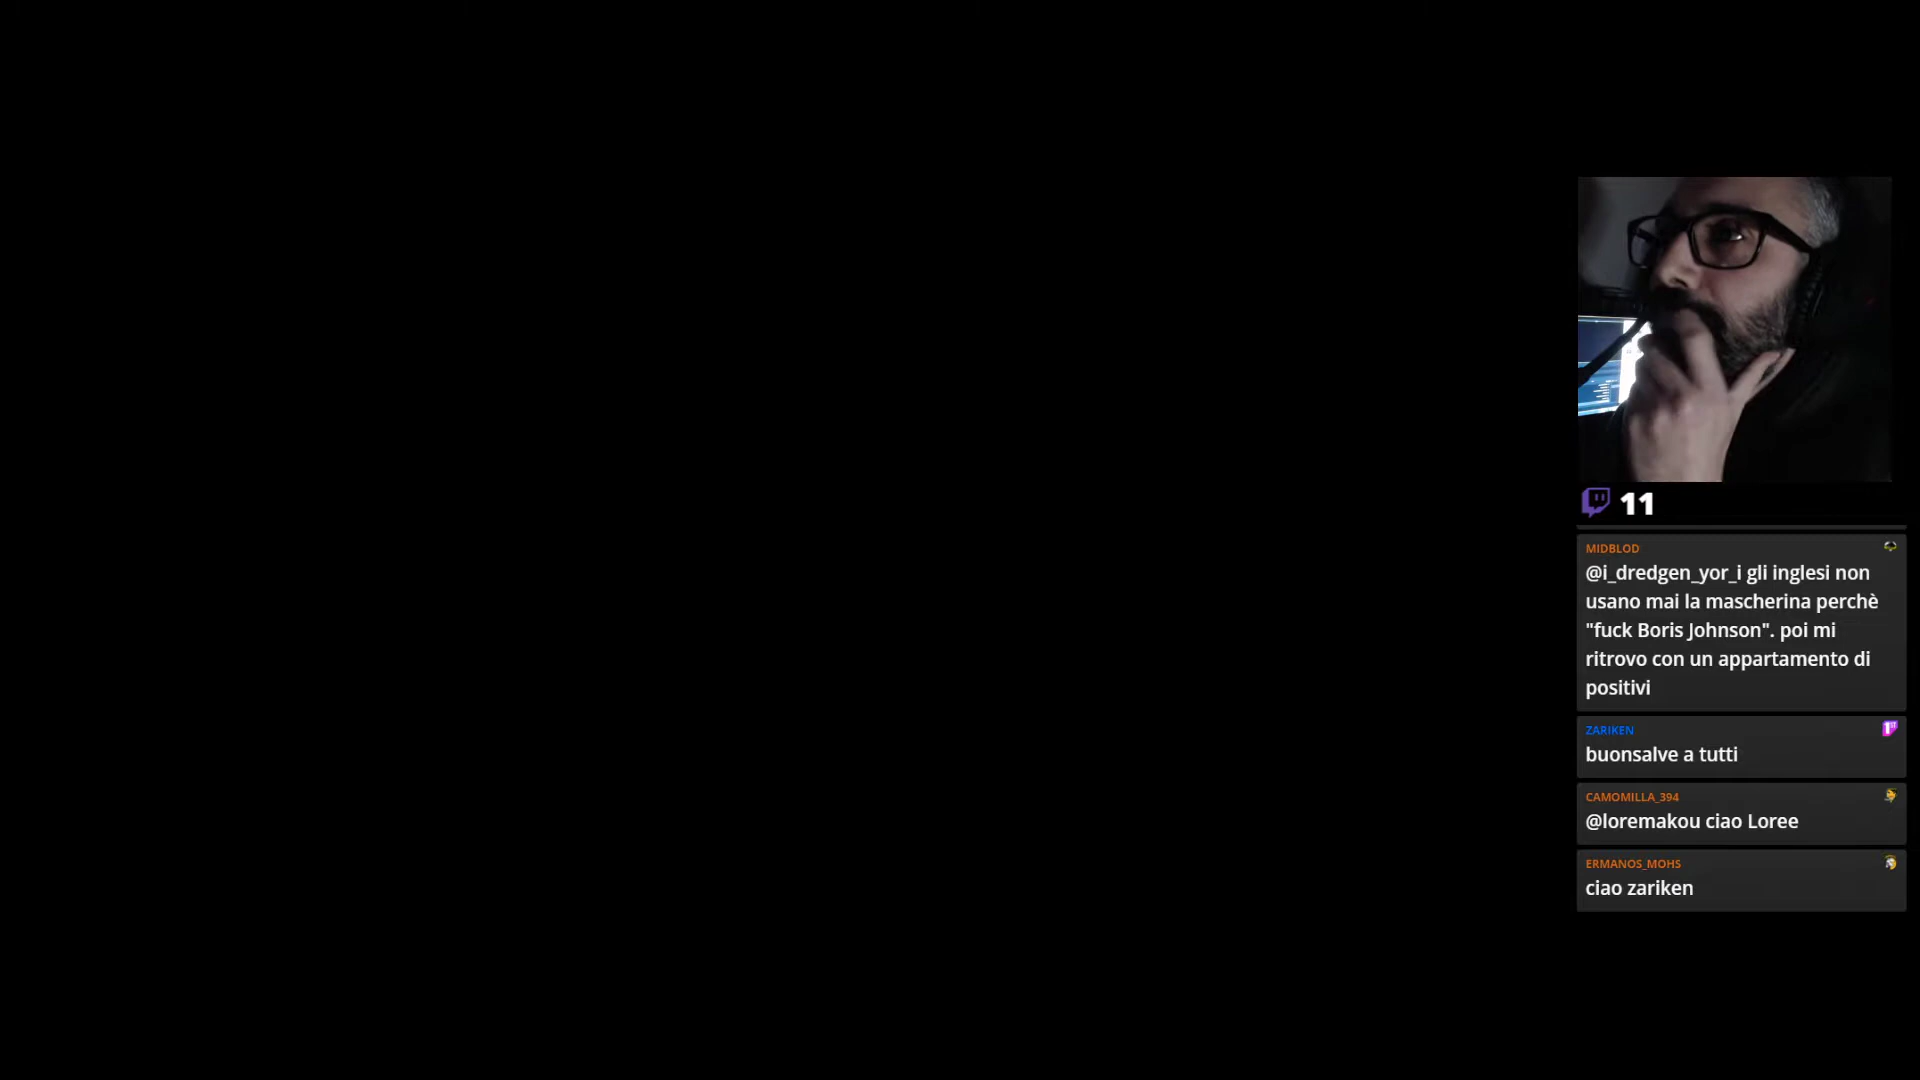 11
MIDBLOD
@i_dredgen_yor_i gli inglesi non
usano mai la mascherina perchè
"fuck Boris Johnson". poi mi
ritrovo con un appartamento di
positivi
ZARIKEN
buonsalve a tutti
CAMOMILLA_394
@loremakou ciao Loree
ERMANOS_MOHS
ciao zariken